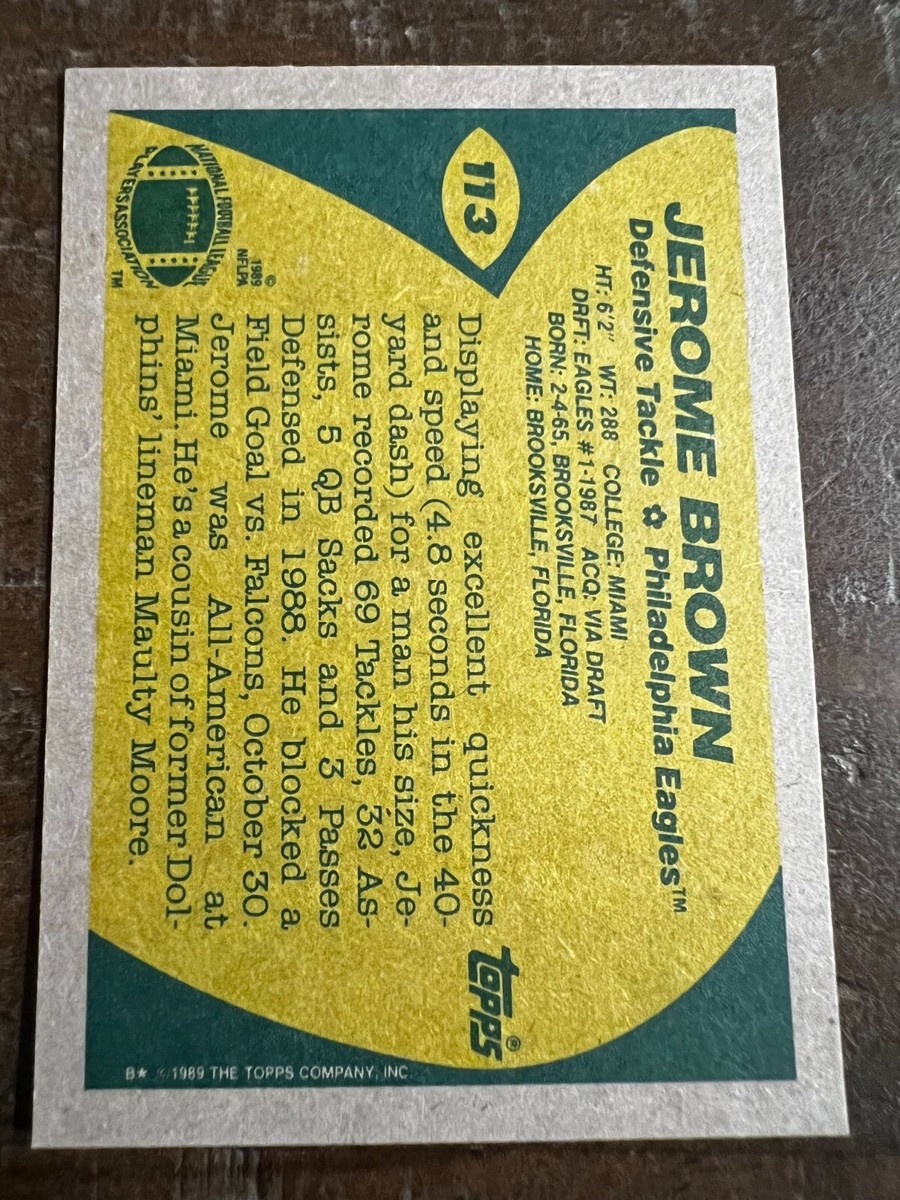 113
JEROME BROWN
Defensive Tackle ✿ Philadelphia Eagles™
HT: 6'2" WT: 288 COLLEGE: MIAMI
DRFT: EAGLES #1-1987 ACQ: VIA DRAFT
BORN: 2-4-65, BROOKSVILLE, FLORIDA
HOME: BROOKSVILLE, FLORIDA
Displaying excellent quickness
and speed (4.8 seconds in the 40-
yard dash) for a man his size, Je-
rome recorded 69 Tackles, 32 As-
sists, 5 QB Sacks and 3 Passes
Defensed in 1988. He blocked a
Field Goal vs. Falcons, October 30.
Jerome was All-American at
Miami. He's a cousin of former Dol-
phins' lineman Maulty Moore.
©
1989
NFLPA
NATIONAL FOOTBALL LEAGUE
PLAYERS ASSOCIATION
TM
topps®
B★ © 1989 THE TOPPS COMPANY, INC.